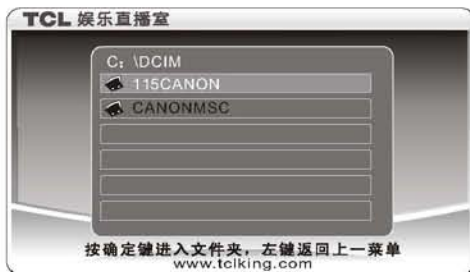 TCL 娱乐直播室
C：\DCIM
115CANON
CANONMSC
按确定键进入文件夹，左键返回上一菜单
www.tclking.com